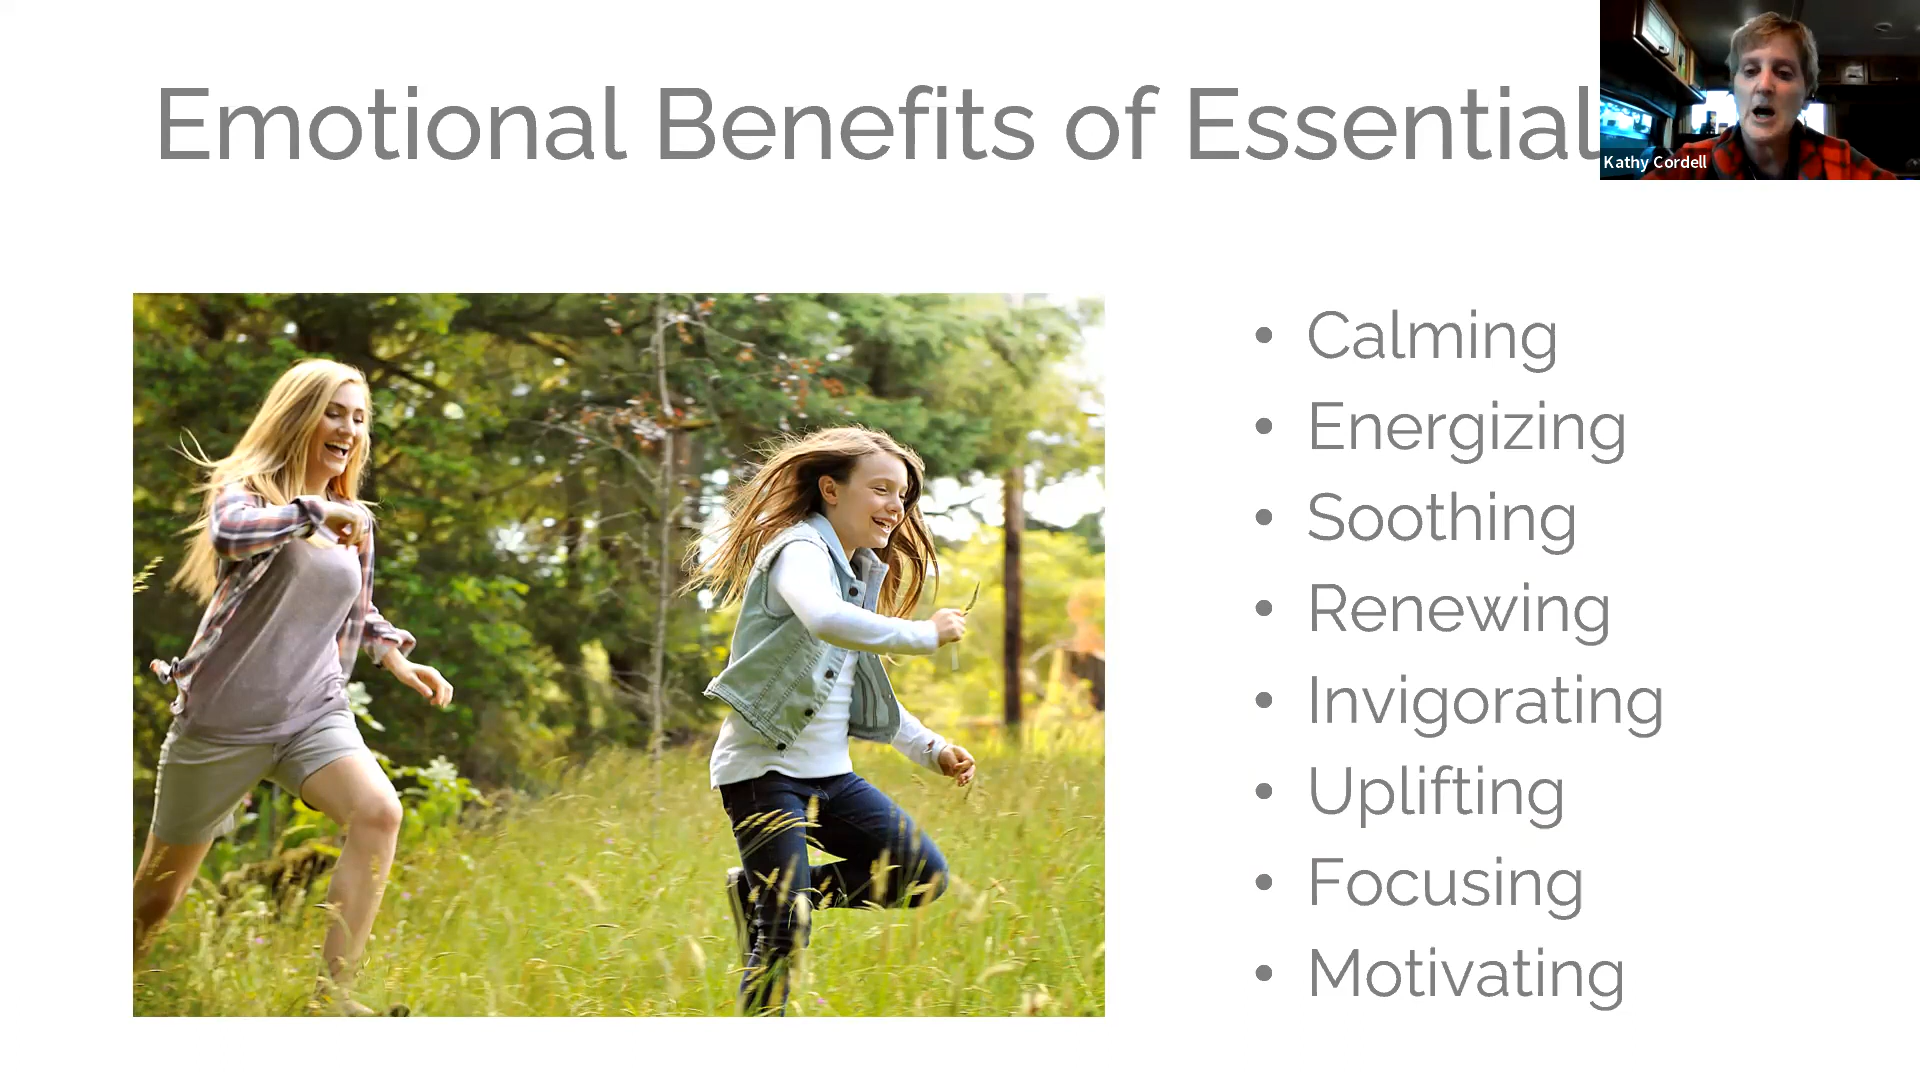 Emotional Benefits of Essential
Kathy Cordell
• Calming
• Energizing
• Soothing
• Renewing
• Invigorating
• Uplifting
• Focusing
• Motivating